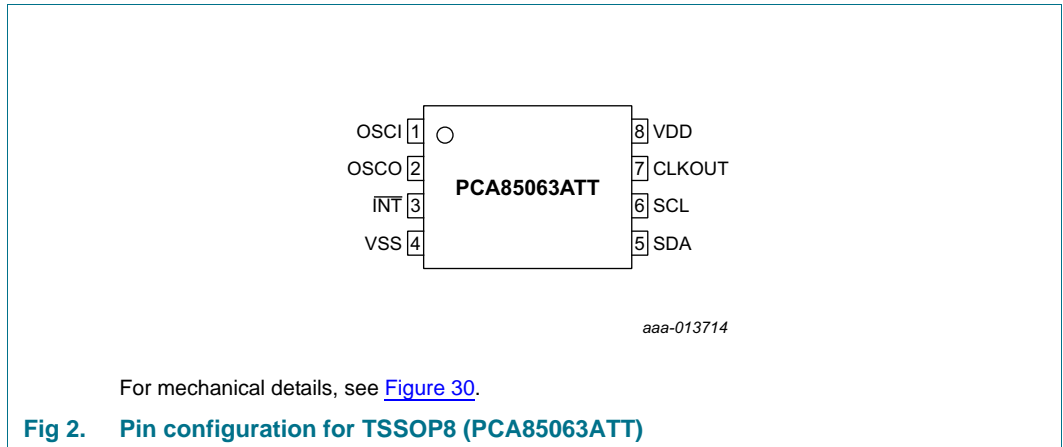 OSCI 1 8 VDD
OSCO 2 7 CLKOUT
PCA85063ATT
I̅N̅T̅ 3 6 SCL
VSS 4 5 SDA
aaa-013714
For mechanical details, see Figure 30.
Fig 2. Pin configuration for TSSOP8 (PCA85063ATT)